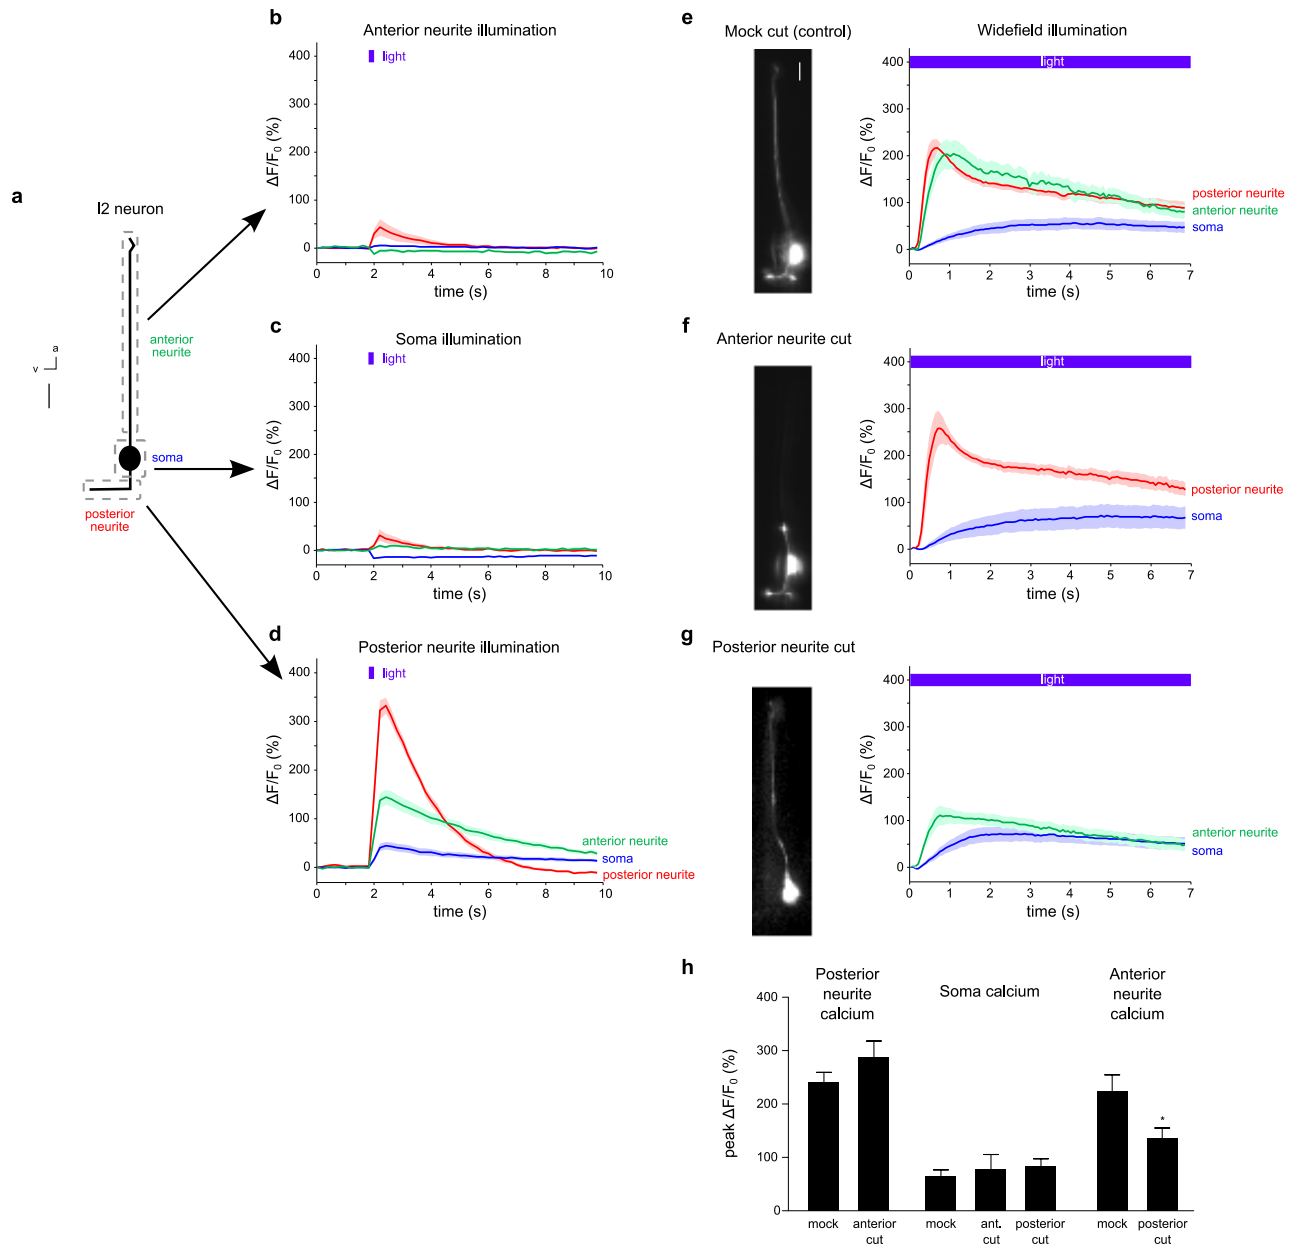 a
I2 neuron
anterior
neurite
a
v
soma
posterior
neurite
b
Anterior neurite illumination
light
ΔF/F0 (%)
400
300
200
100
0
0 2 4 6 8 10
time (s)
c
Soma illumination
light
ΔF/F0 (%)
400
300
200
100
0
0 2 4 6 8 10
time (s)
d
Posterior neurite illumination
light
ΔF/F0 (%)
400
300
200
100
0
anterior neurite
soma
posterior neurite
0 2 4 6 8 10
time (s)
e
Mock cut (control)
Widefield illumination
light
ΔF/F0 (%)
400
300
200
100
0
posterior neurite
anterior neurite
soma
0 1 2 3 4 5 6 7
time (s)
f
Anterior neurite cut
light
ΔF/F0 (%)
400
300
200
100
0
posterior neurite
soma
0 1 2 3 4 5 6 7
time (s)
g
Posterior neurite cut
light
ΔF/F0 (%)
400
300
200
100
0
anterior neurite
soma
0 1 2 3 4 5 6 7
time (s)
h
Posterior
neurite
calcium
Soma calcium
Anterior
neurite
calcium
peak ΔF/F0 (%)
400
300
200
100
0
*
mock anterior cut
mock ant. cut posterior cut
mock posterior cut